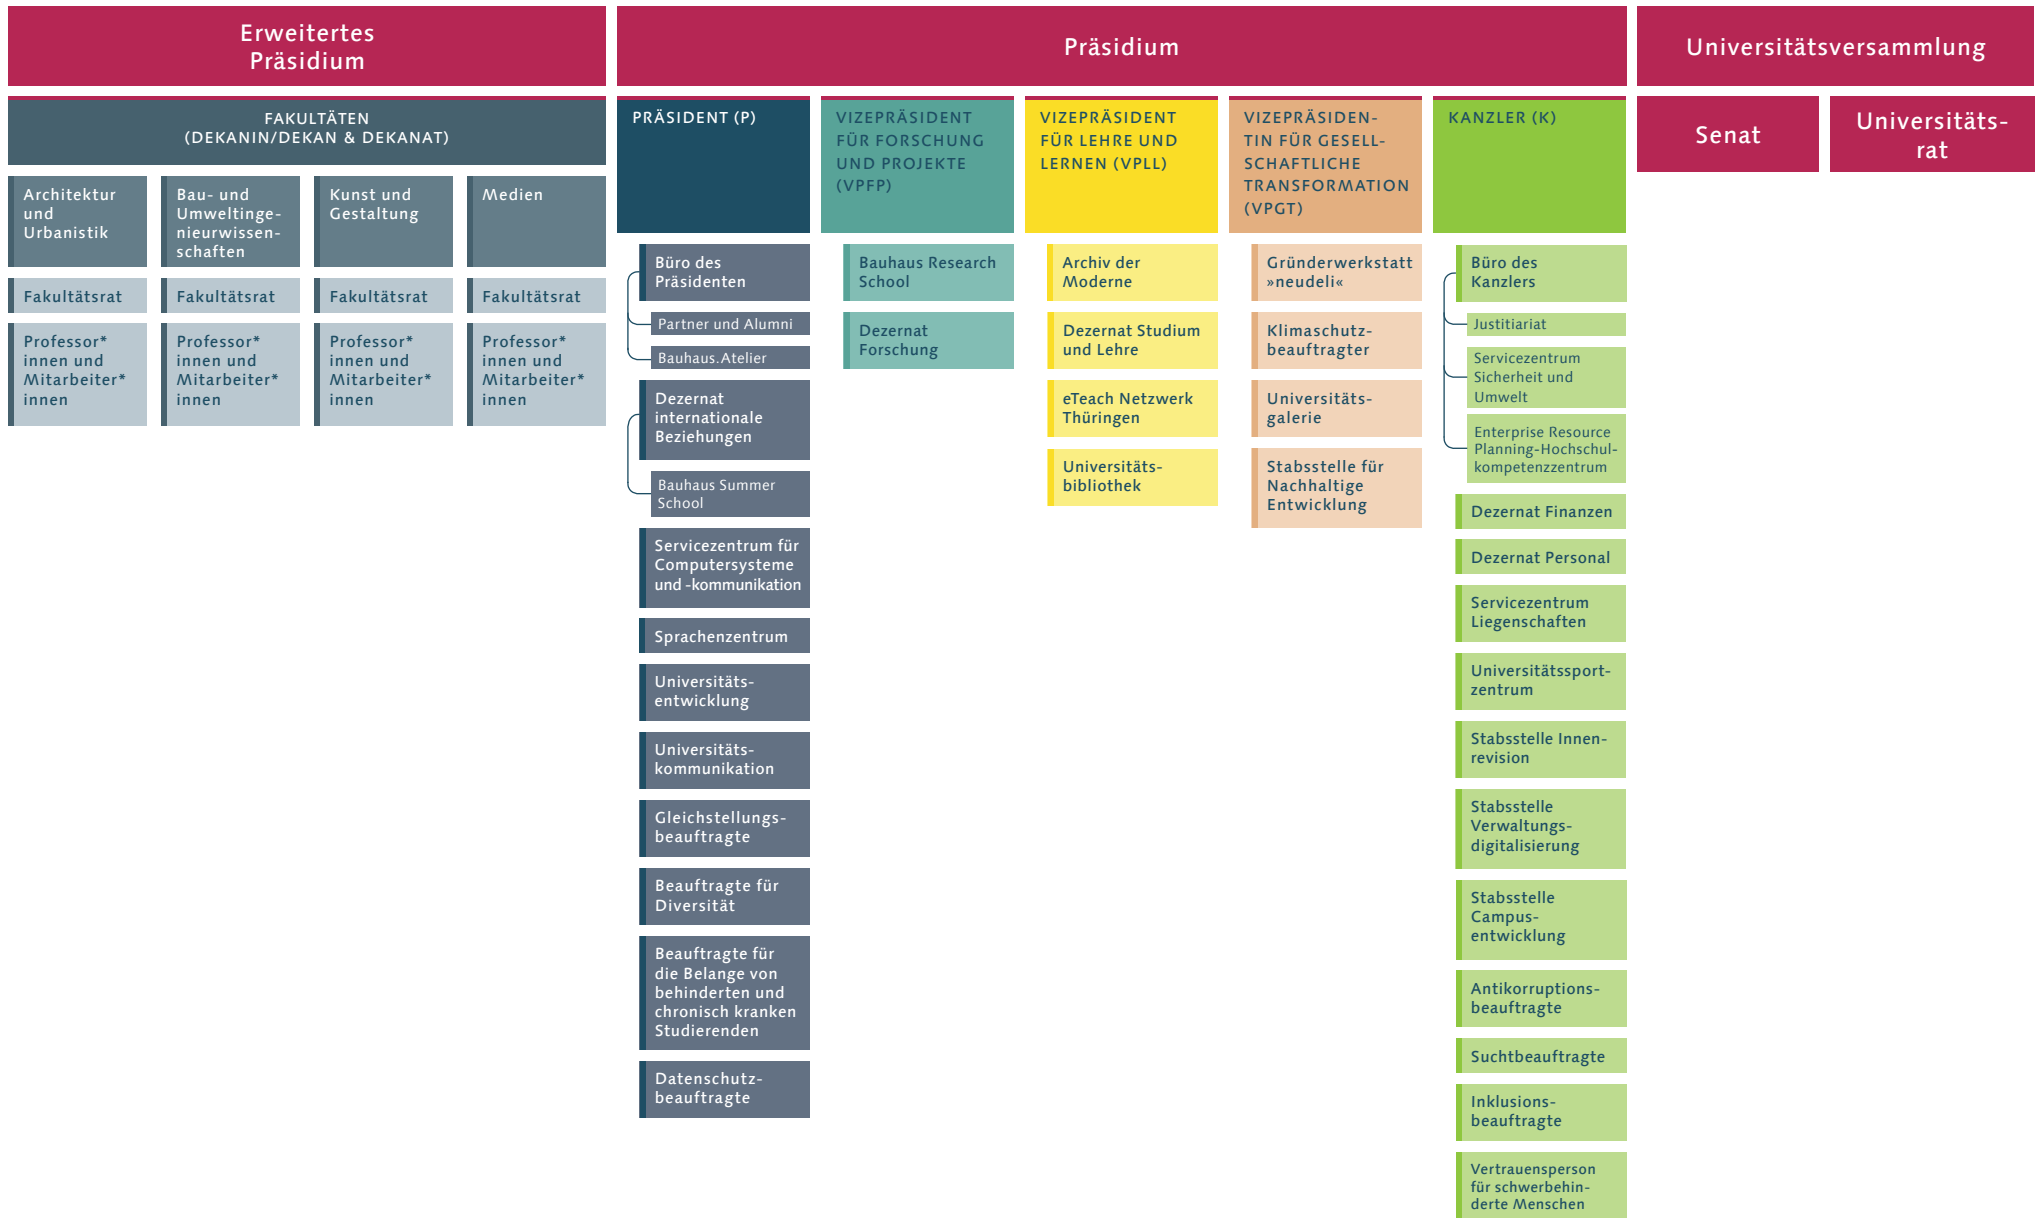 Erweitertes
Präsidium
Präsidium
Universitätsversammlung
FAKULTÄTEN
(DEKANIN/DEKAN & DEKANAT)
Architektur
und
Urbanistik
Bau- und
Umweltinge-
nieurwissen-
schaften
Kunst und
Gestaltung
Medien
Fakultätsrat
Fakultätsrat
Fakultätsrat
Fakultätsrat
Professor*
innen und
Mitarbeiter*
innen
Professor*
innen und
Mitarbeiter*
innen
Professor*
innen und
Mitarbeiter*
innen
Professor*
innen und
Mitarbeiter*
innen
PRÄSIDENT (P)
Büro des
Präsidenten
Partner und Alumni
Bauhaus.Atelier
Dezernat
internationale
Beziehungen
Bauhaus Summer
School
Servicezentrum für
Computersysteme
und -kommunikation
Sprachenzentrum
Universitäts-
entwicklung
Universitäts-
kommunikation
Gleichstellungs-
beauftragte
Beauftragte für
Diversität
Beauftragte für
die Belange von
behinderten und
chronisch kranken
Studierenden
Datenschutz-
beauftragte
VIZEPRÄSIDENT
FÜR FORSCHUNG
UND PROJEKTE
(VPFP)
Bauhaus Research
School
Dezernat
Forschung
VIZEPRÄSIDENT
FÜR LEHRE UND
LERNEN (VPLL)
Archiv der
Moderne
Dezernat Studium
und Lehre
eTeach Netzwerk
Thüringen
Universitäts-
bibliothek
VIZEPRÄSIDEN-
TIN FÜR GESELL-
SCHAFTLICHE
TRANSFORMATION
(VPGT)
Gründerwerkstatt
»neudeli«
Klimaschutz-
beauftragter
Universitäts-
galerie
Stabsstelle für
Nachhaltige
Entwicklung
KANZLER (K)
Büro des
Kanzlers
Justitiariat
Servicezentrum
Sicherheit und
Umwelt
Enterprise Resource
Planning-Hochschul-
kompetenzzentrum
Dezernat Finanzen
Dezernat Personal
Servicezentrum
Liegenschaften
Universitätssport-
zentrum
Stabsstelle Innen-
revision
Stabsstelle
Verwaltungs-
digitalisierung
Stabsstelle
Campus-
entwicklung
Antikorruptions-
beauftragte
Suchtbeauftragte
Inklusions-
beauftragte
Vertrauensperson
für schwerbehin-
derte Menschen
Senat
Universitäts-
rat